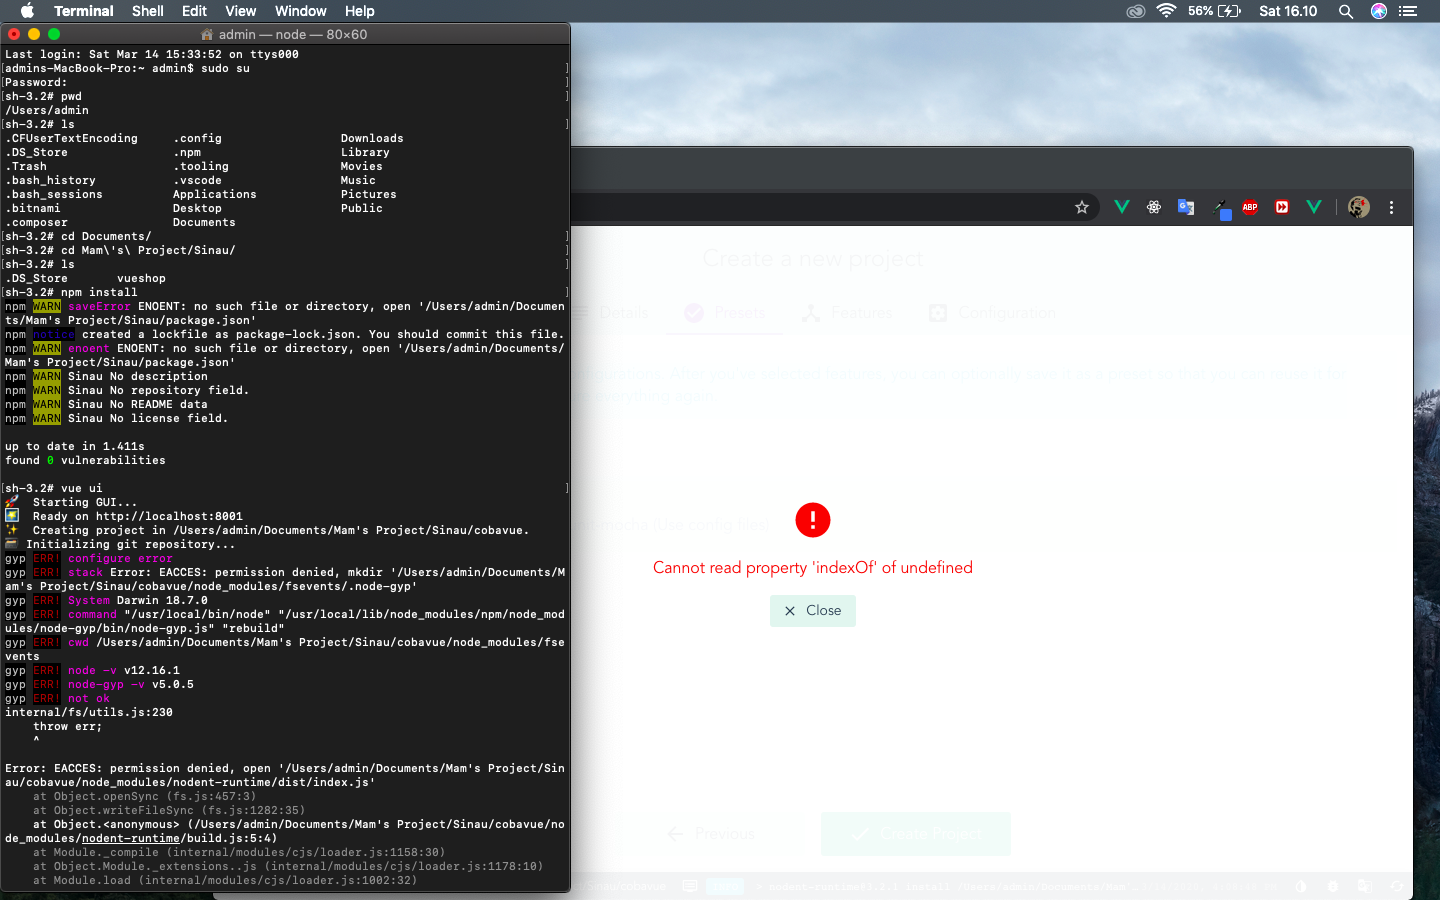 Terminal Shell Edit View Window Help 56% Sat 16.10
admin — node — 80×60
Last login: Sat Mar 14 15:33:52 on ttys000
[admins-MacBook-Pro:~ admin$ sudo su ]
[Password: ]
[sh-3.2# pwd ]
/Users/admin
[sh-3.2# ls ]
.CFUserTextEncoding .config Downloads
.DS_Store .npm Library
.Trash .tooling Movies
.bash_history .vscode Music
.bash_sessions Applications Pictures
.bitnami Desktop Public
.composer Documents
[sh-3.2# cd Documents/ ]
[sh-3.2# cd Mam\'s\ Project/Sinau/ ]
[sh-3.2# ls ]
.DS_Store vueshop
[sh-3.2# npm install ]
npm WARN saveError ENOENT: no such file or directory, open '/Users/admin/Documen
ts/Mam's Project/Sinau/package.json'
npm notice created a lockfile as package-lock.json. You should commit this file.
npm WARN enoent ENOENT: no such file or directory, open '/Users/admin/Documents/
Mam's Project/Sinau/package.json'
npm WARN Sinau No description
npm WARN Sinau No repository field.
npm WARN Sinau No README data
npm WARN Sinau No license field.
up to date in 1.411s
found 0 vulnerabilities
[sh-3.2# vue ui ]
Starting GUI...
Ready on http://localhost:8001
Creating project in /Users/admin/Documents/Mam's Project/Sinau/cobavue.
Initializing git repository...
gyp ERR! configure error
gyp ERR! stack Error: EACCES: permission denied, mkdir '/Users/admin/Documents/M
am's Project/Sinau/cobavue/node_modules/fsevents/.node-gyp'
gyp ERR! System Darwin 18.7.0
gyp ERR! command "/usr/local/bin/node" "/usr/local/lib/node_modules/npm/node_mod
ules/node-gyp/bin/node-gyp.js" "rebuild"
gyp ERR! cwd /Users/admin/Documents/Mam's Project/Sinau/cobavue/node_modules/fse
vents
gyp ERR! node -v v12.16.1
gyp ERR! node-gyp -v v5.0.5
gyp ERR! not ok
internal/fs/utils.js:230
throw err;
^
Error: EACCES: permission denied, open '/Users/admin/Documents/Mam's Project/Sin
au/cobavue/node_modules/nodent-runtime/dist/index.js'
at Object.openSync (fs.js:457:3)
at Object.writeFileSync (fs.js:1282:35)
at Object.<anonymous> (/Users/admin/Documents/Mam's Project/Sinau/cobavue/no
de_modules/nodent-runtime/build.js:5:4)
at Module._compile (internal/modules/cjs/loader.js:1158:30)
at Object.Module._extensions..js (internal/modules/cjs/loader.js:1178:10)
at Module.load (internal/modules/cjs/loader.js:1002:32)
ABP
Create a new project
Details Presets Features Configuration
Cannot read property 'indexOf' of undefined
Close
Previous Create Project